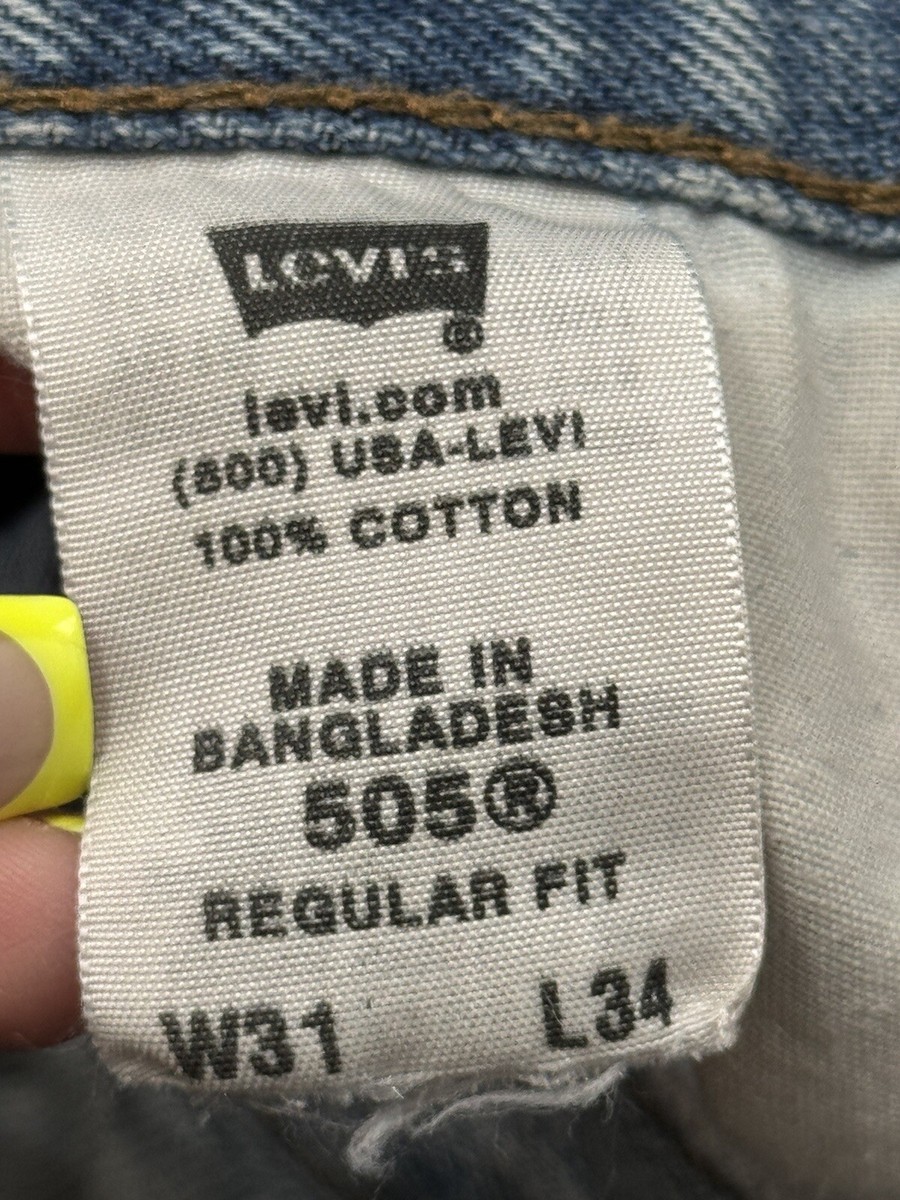 LEVI'S
®
levi.com
(800) USA-LEVI
100% COTTON
MADE IN
BANGLADESH
505®
REGULAR FIT
W31 L34